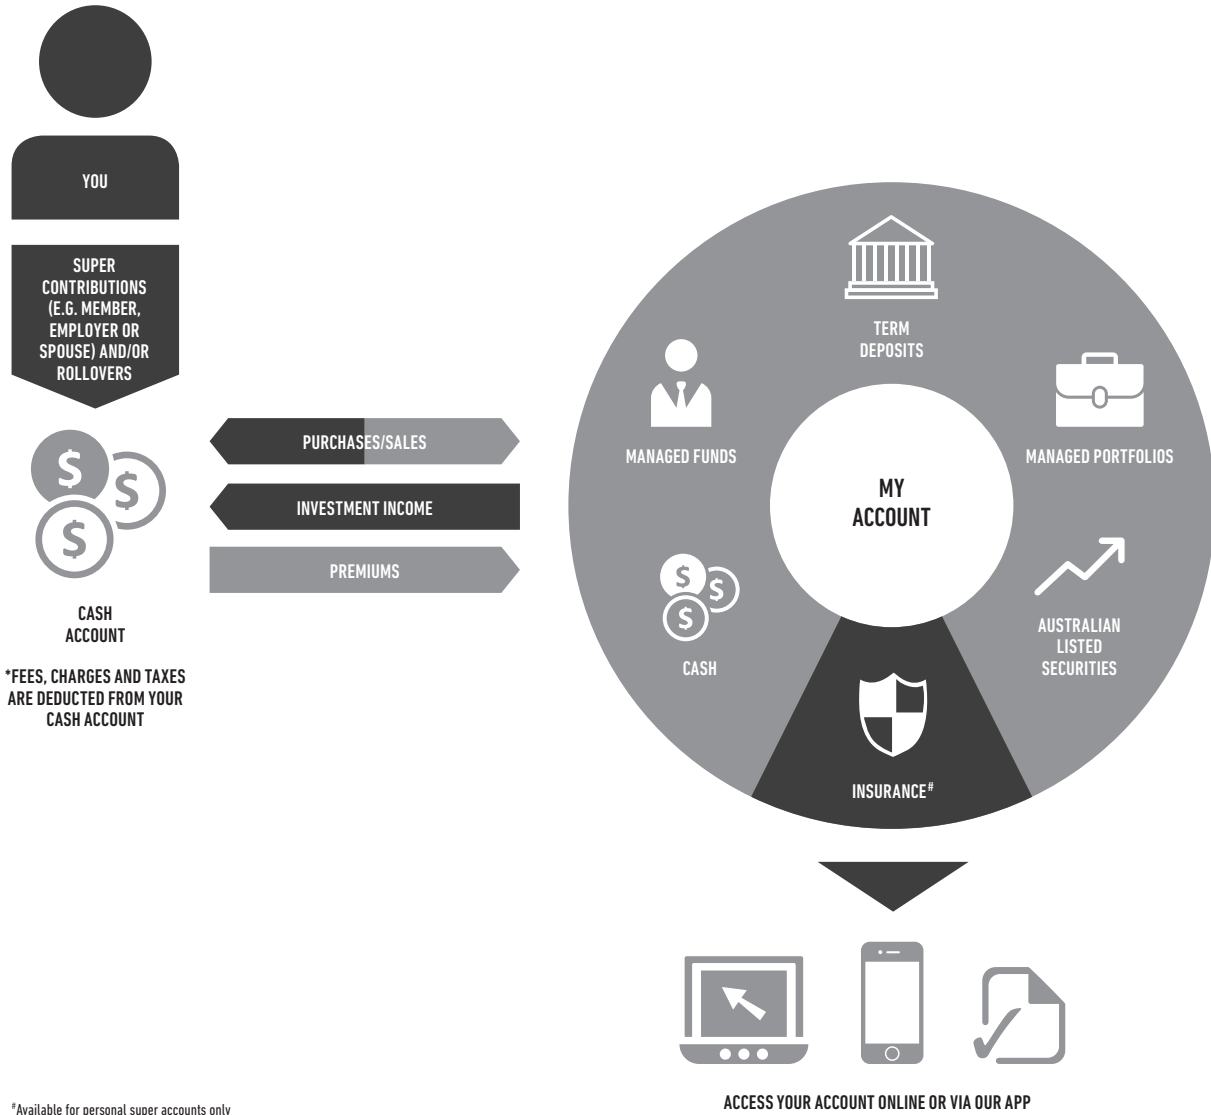 YOU
SUPER
CONTRIBUTIONS
(E.G. MEMBER,
EMPLOYER OR
SPOUSE) AND/OR
ROLLOVERS
$
$
$
CASH
ACCOUNT
*FEES, CHARGES AND TAXES
ARE DEDUCTED FROM YOUR
CASH ACCOUNT
PURCHASES/SALES
INVESTMENT INCOME
PREMIUMS
TERM
DEPOSITS
MANAGED FUNDS
MANAGED PORTFOLIOS
MY
ACCOUNT
$
$
$
CASH
AUSTRALIAN
LISTED
SECURITIES
INSURANCE#
ACCESS YOUR ACCOUNT ONLINE OR VIA OUR APP
#Available for personal super accounts only